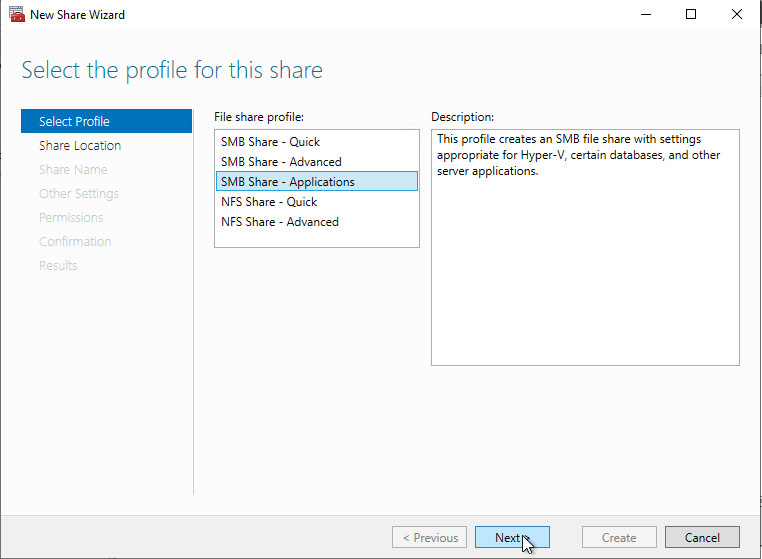 New Share Wizard
Select the profile for this share
Select Profile
Share Location
Share Name
Other Settings
Permissions
Confirmation
Results
File share profile:
SMB Share - Quick
SMB Share - Advanced
SMB Share - Applications
NFS Share - Quick
NFS Share - Advanced
Description:
This profile creates an SMB file share with settings
appropriate for Hyper-V, certain databases, and other
server applications.
< Previous
Next >
Create
Cancel